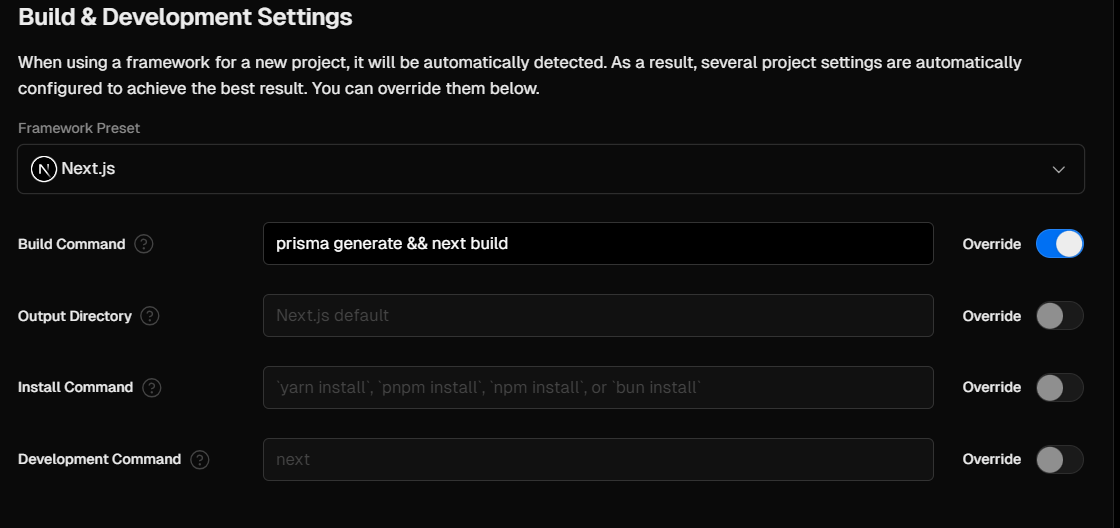 Build & Development Settings
When using a framework for a new project, it will be automatically detected. As a result, several project settings are automatically
configured to achieve the best result. You can override them below.
Framework Preset
N Next.js
Build Command ? prisma generate && next build Override
Output Directory ? Next.js default Override
Install Command ? `yarn install`, `pnpm install`, `npm install`, or `bun install` Override
Development Command ? next Override